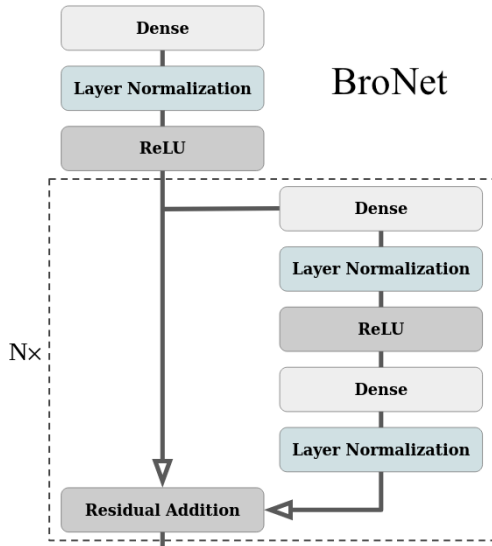 Dense
Layer Normalization
ReLU
BroNet
Dense
Layer Normalization
ReLU
Dense
Layer Normalization
N×
Residual Addition